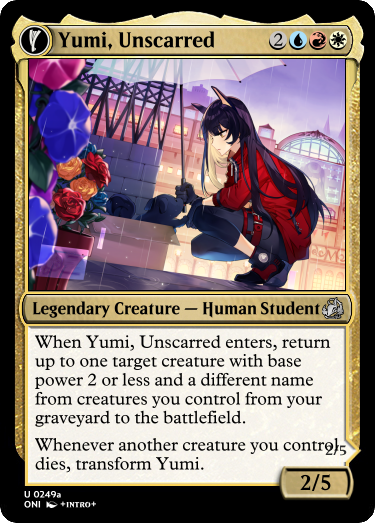 Yumi, Unscarred 2
Legendary Creature — Human Student
When Yumi, Unscarred enters, return
up to one target creature with base
power 2 or less and a different name
from creatures you control from your
graveyard to the battlefield.
Whenever another creature you control
dies, transform Yumi.
2/5
2/5
U 0249a
ONI +INTRO+